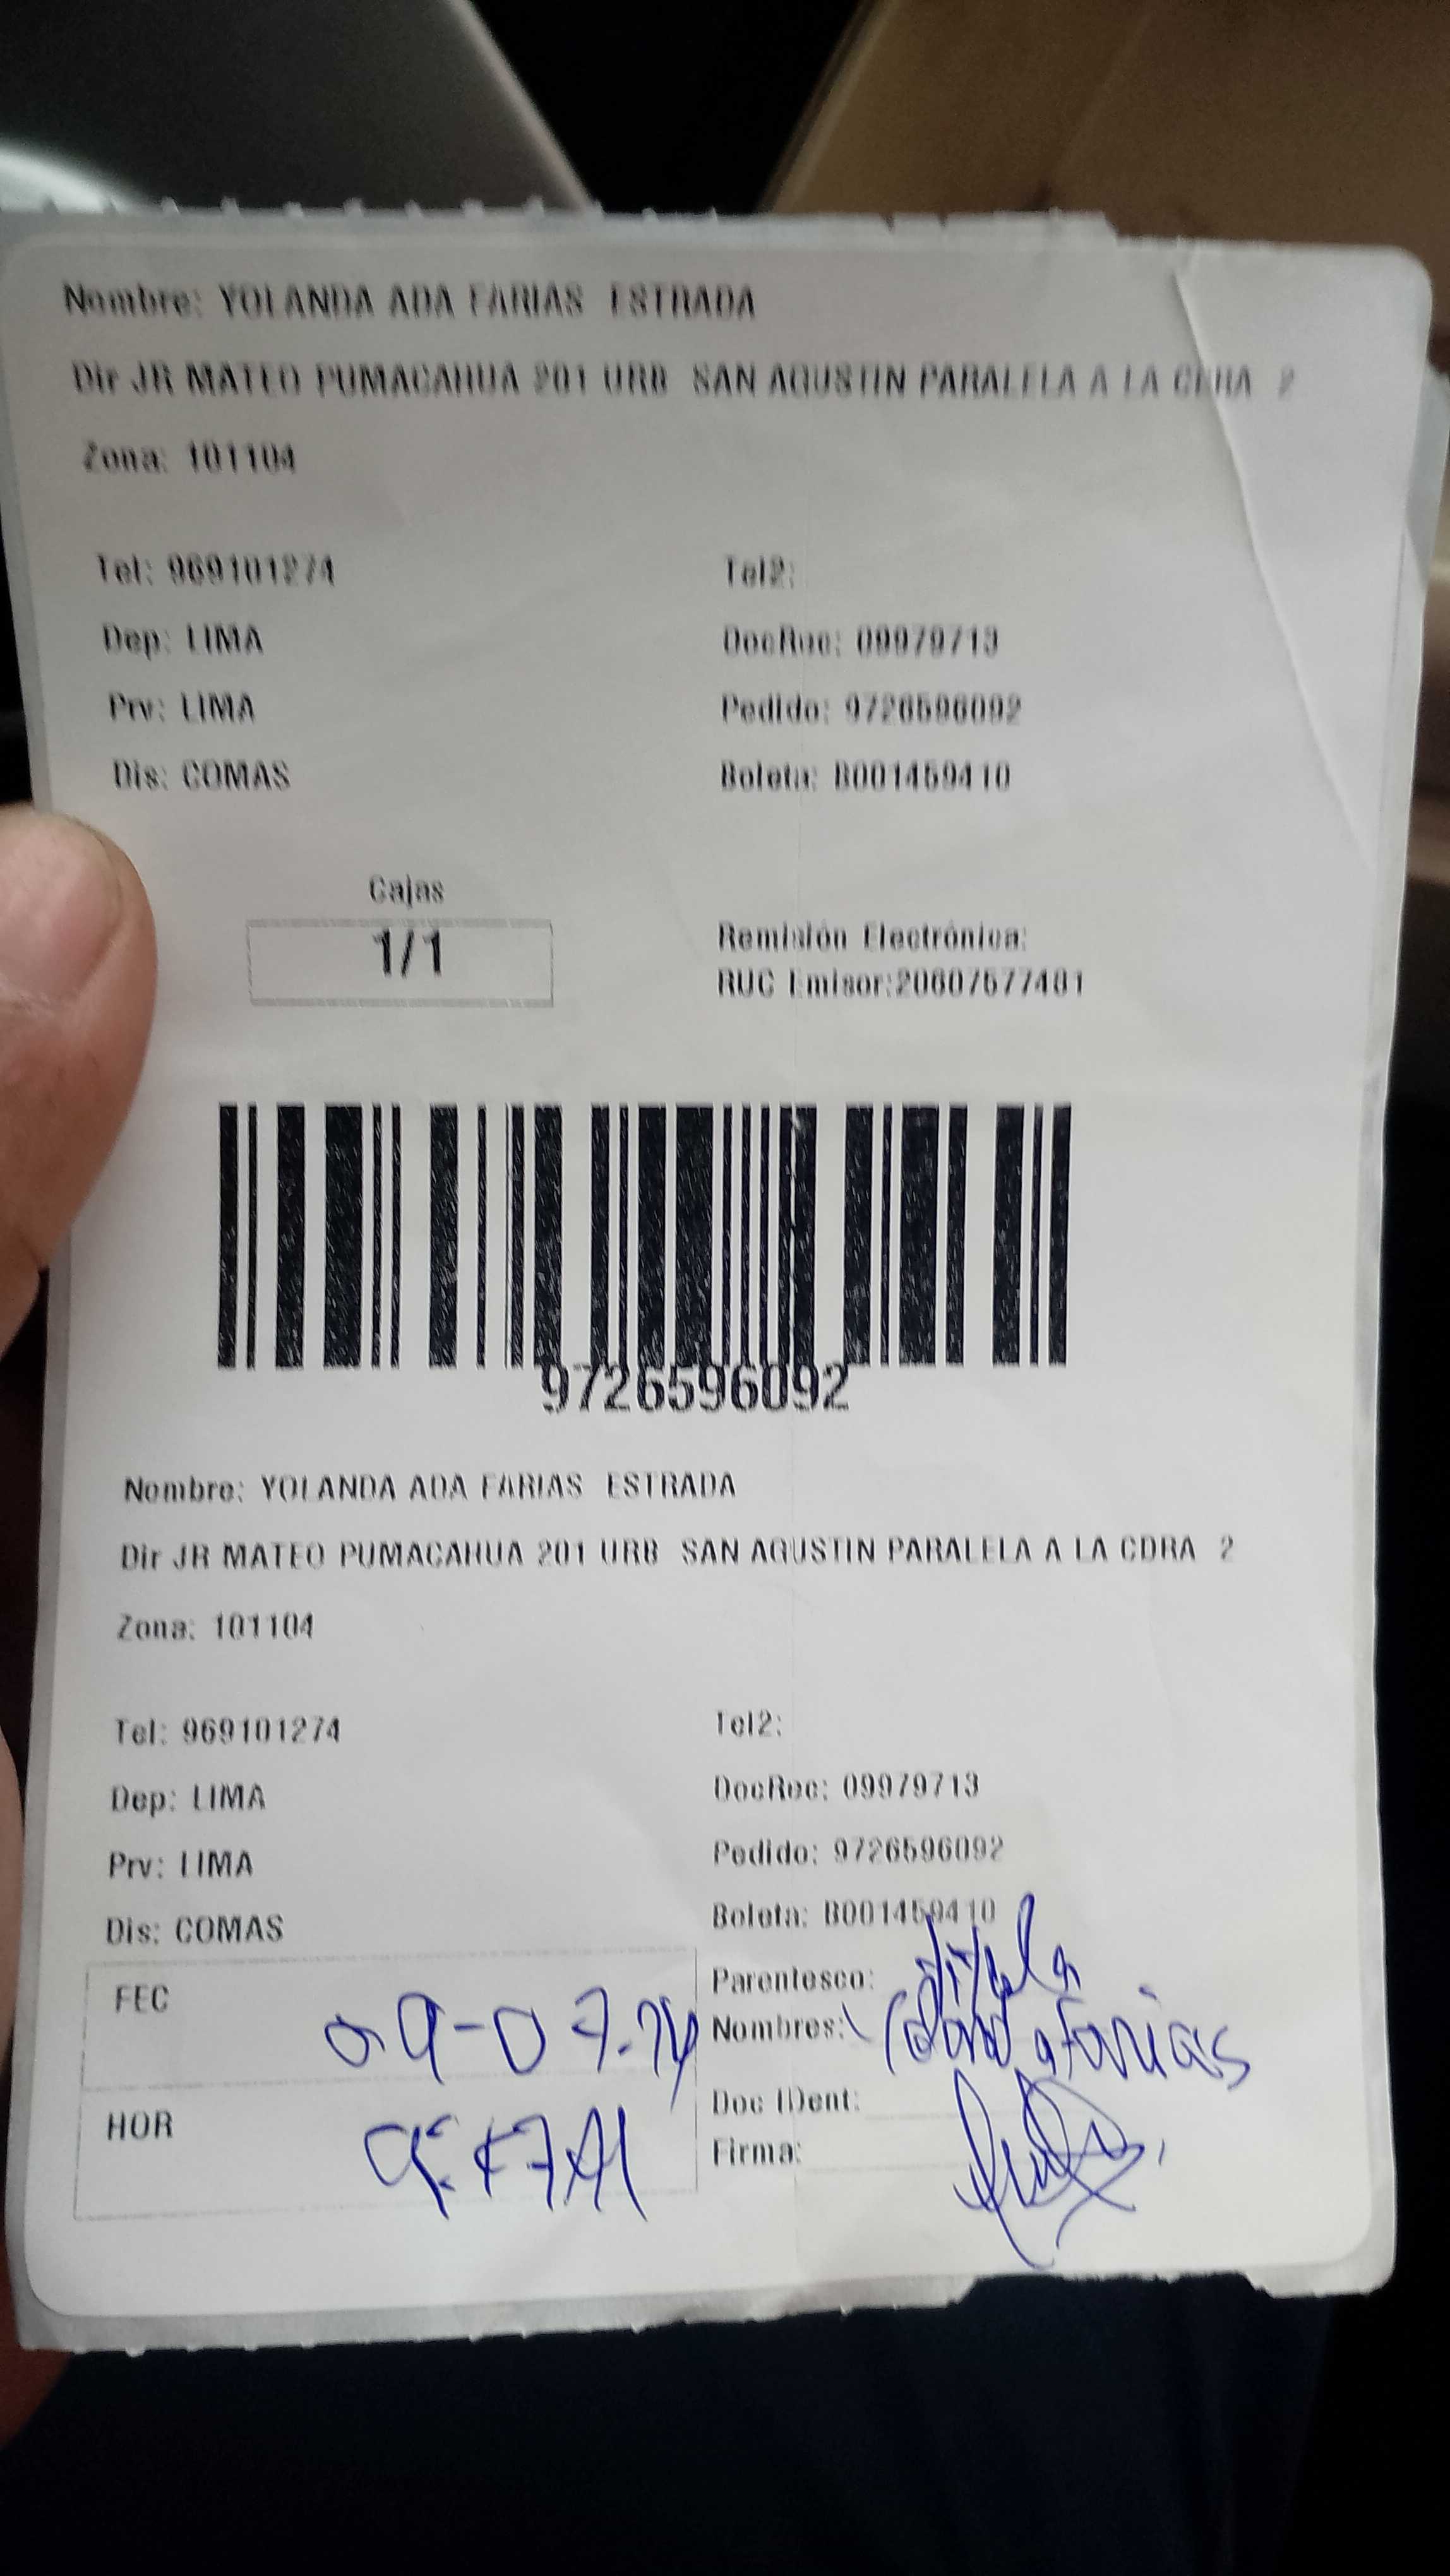 Nombre: YOLANDA ADA FARIAS ESTRADA
Dir JR MATEO PUMACAHUA 201 URB SAN AGUSTIN PARALELA A LA CDRA 2
Zona: 101104
Tel: 969101274 Tel2:
Dep: LIMA DocRec: 09979713
Prv: LIMA Pedido: 9726596092
Dis: COMAS Boleta: B001459410
Cajas
1/1
Remisión Electrónica:
RUC Emisor:20607577481
9726596092
Nombre: YOLANDA ADA FARIAS ESTRADA
Dir JR MATEO PUMACAHUA 201 URB SAN AGUSTIN PARALELA A LA CDRA 2
Zona: 101104
Tel: 969101274 Tel2:
Dep: LIMA DocRec: 09979713
Prv: LIMA Pedido: 9726596092
Dis: COMAS Boleta: B001459410
Parentesco: titula
FEC 09-07-24 Nombres: Farias
Doc IDent:
HOR
Firma: